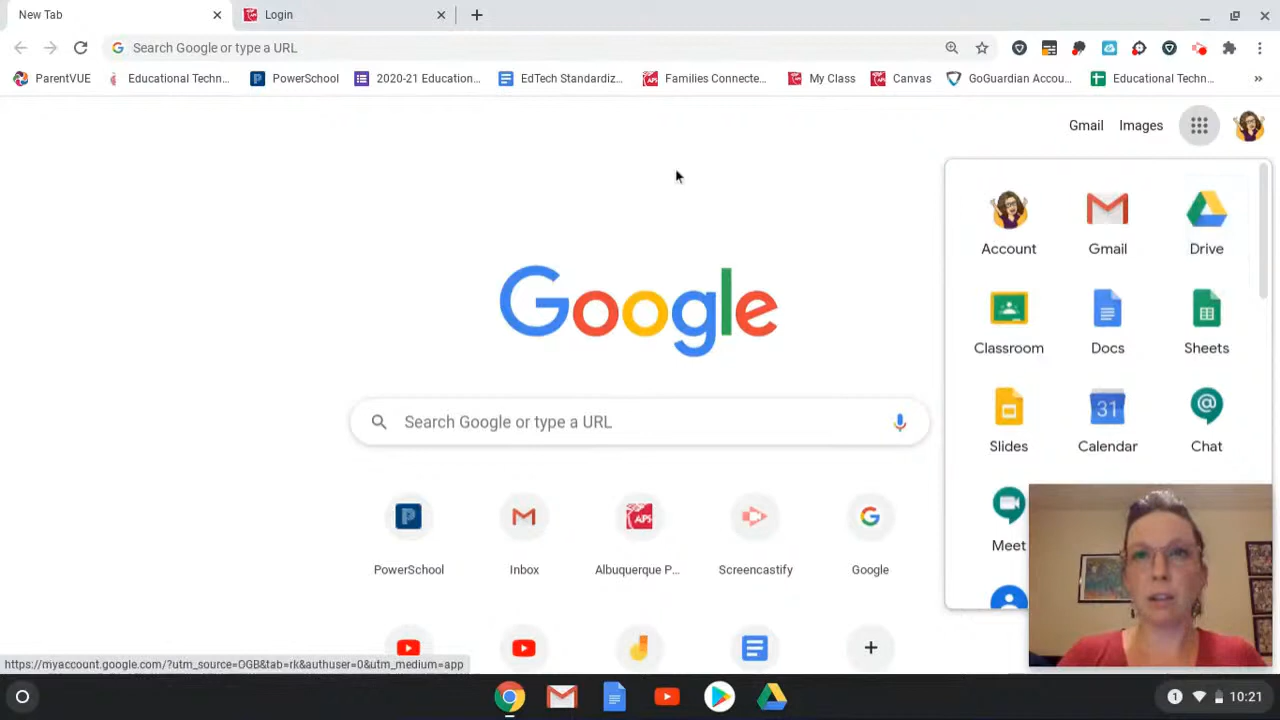 New Tab
Login
Search Google or type a URL
ParentVUE
Educational Techn...
PowerSchool
2020-21 Education...
EdTech Standardiz...
Families Connecte...
My Class
Canvas
GoGuardian Accou...
Educational Techn...
»
Gmail
Images
Account
Gmail
Drive
Classroom
Docs
Sheets
Google
Search Google or type a URL
Slides
31
Calendar
Chat
Meet
PowerSchool
Inbox
APS
Albuquerque P...
Screencastify
Google
https://myaccount.google.com/?utm_source=OGB&tab=rk&authuser=0&utm_medium=app
1
10:21